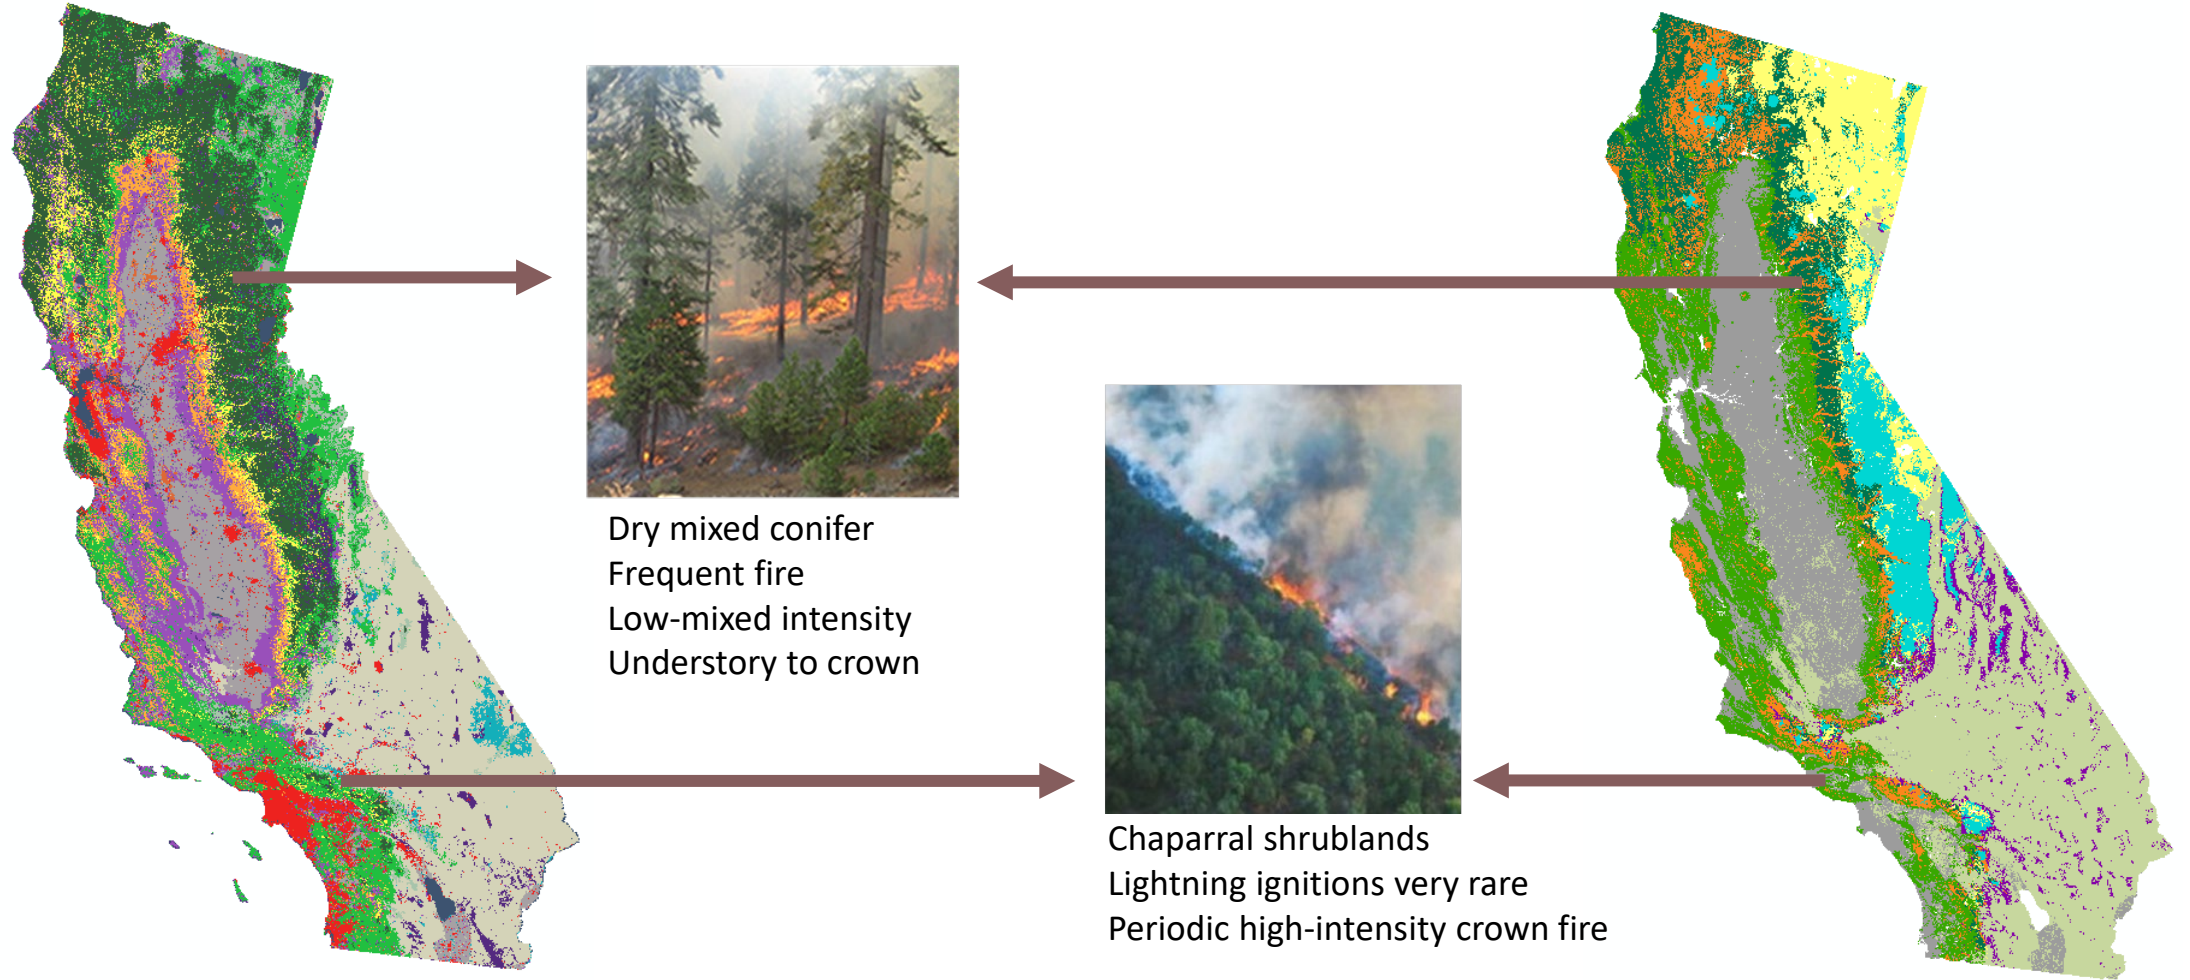 Dry mixed conifer
Frequent fire
Low-mixed intensity
Understory to crown
Chaparral shrublands
Lightning ignitions very rare
Periodic high-intensity crown fire